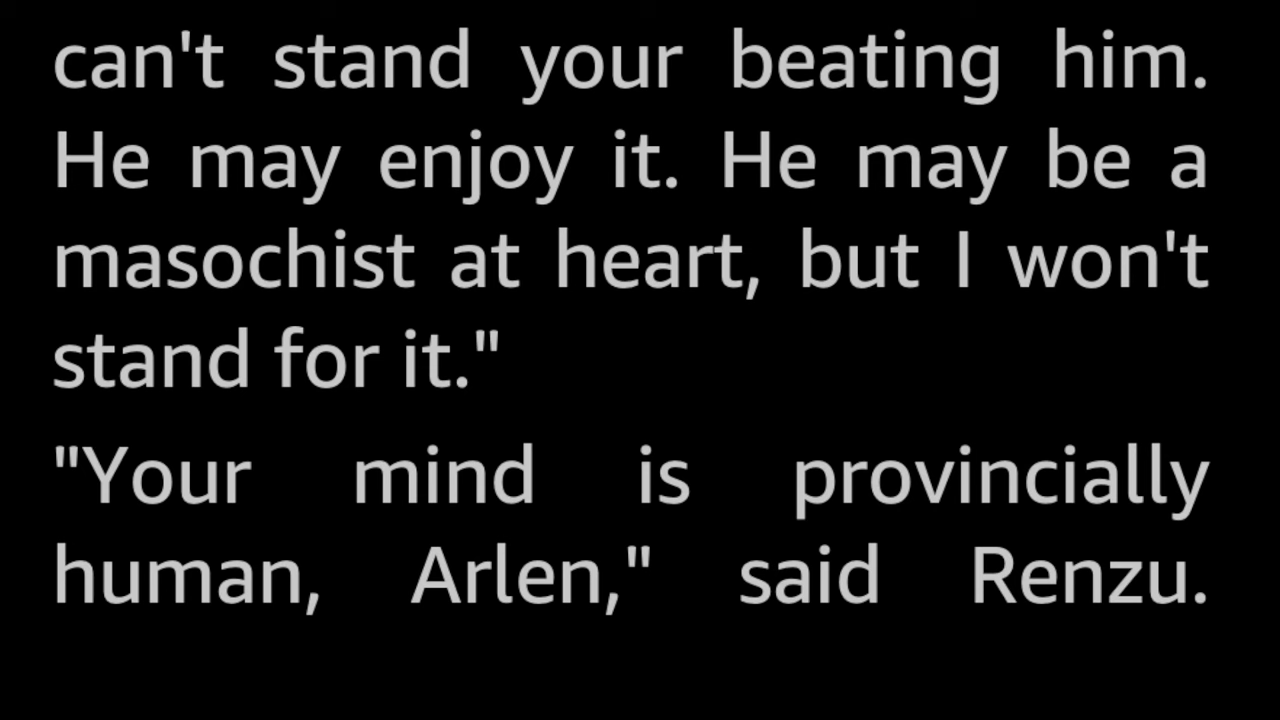 can't stand your beating him.
He may enjoy it. He may be a
masochist at heart, but I won't
stand for it."
"Your mind is provincially
human, Arlen," said Renzu.